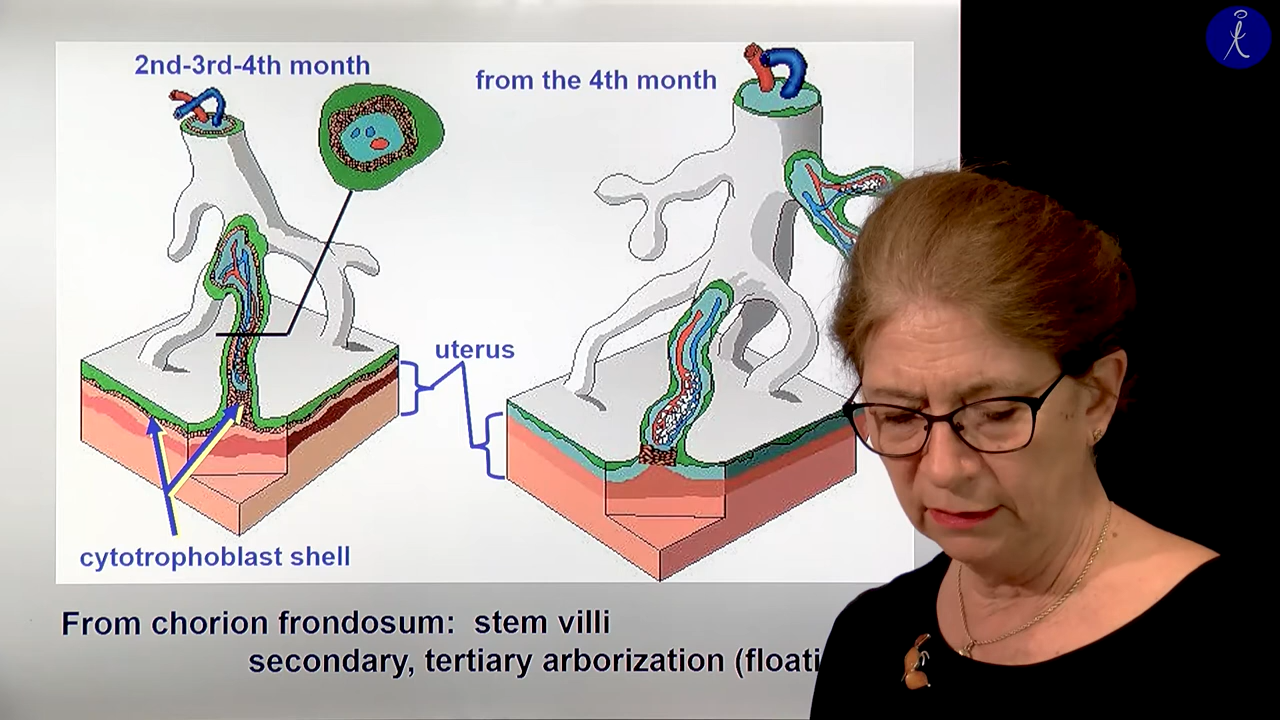 2nd-3rd-4th month
from the 4th month
uterus
cytotrophoblast shell
From chorion frondosum: stem villi
secondary, tertiary arborization